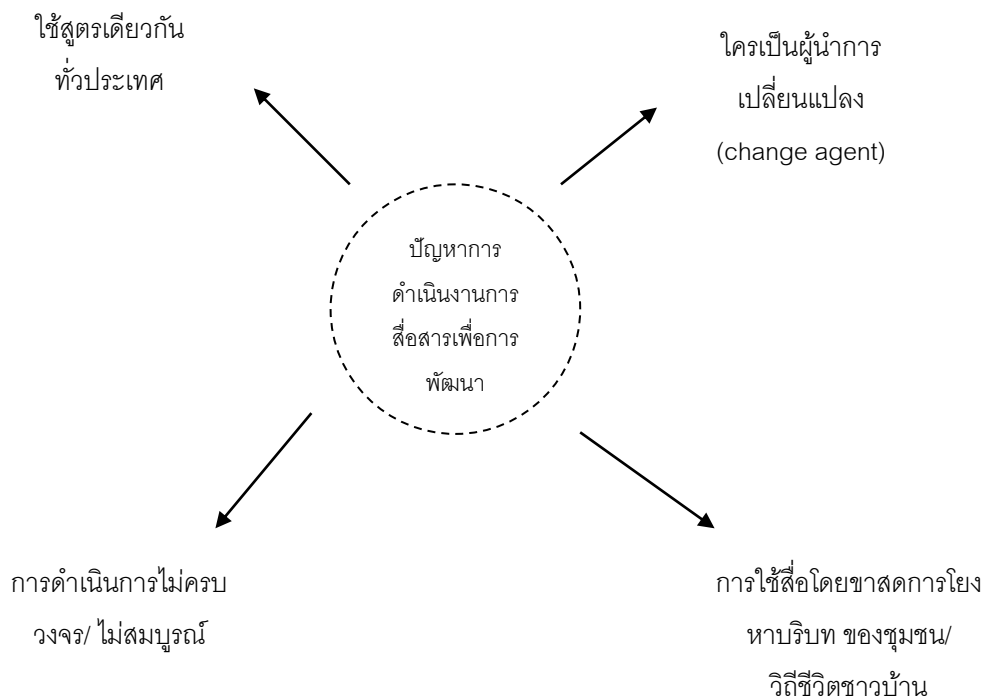 ใช้สูตรเดียวกัน
ทั่วประเทศ
ใครเป็นผู้นำการ
เปลี่ยนแปลง
(change agent)
ปัญหาการ
ดำเนินงานการ
สื่อสารเพื่อการ
พัฒนา
การดำเนินการไม่ครบ
วงจร/ ไม่สมบูรณ์
การใช้สื่อโดยขาสดการโยง
หาบริบท ของชุมชน/
วิถีชีวิตชาวบ้าน